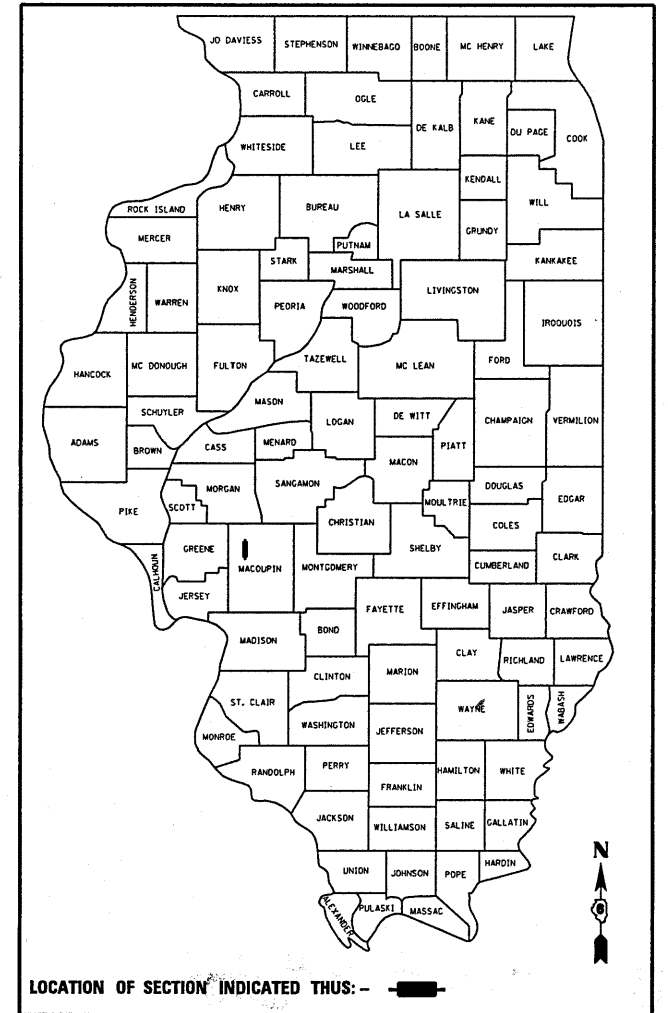 JO DAVIESS STEPHENSON WINNEBAGO BOONE MC HENRY LAKE
CARROLL OGLE DE KALB KANE DU PAGE COOK
WHITESIDE LEE
KENDALL
ROCK ISLAND HENRY BUREAU LA SALLE WILL
MERCER PUTNAM GRUNDY
STARK MARSHALL KANKAKEE
HENDERSON WARREN KNOX PEORIA WOODFORD LIVINGSTON IROQUOIS
HANCOCK MC DONOUGH FULTON TAZEWELL MC LEAN FORD
MASON
SCHUYLER LOGAN DE WITT CHAMPAIGN VERMILION
ADAMS BROWN CASS MENARD MACON PIATT
MORGAN SANGAMON DOUGLAS EDGAR
PIKE SCOTT CHRISTIAN MOULTRIE COLES
CALHOUN GREENE MACOUPIN MONTGOMERY SHELBY CUMBERLAND CLARK
JERSEY FAYETTE EFFINGHAM JASPER CRAWFORD
MADISON BOND
CLAY RICHLAND LAWRENCE
CLINTON MARION
ST. CLAIR WAYNE EDWARDS WABASH
MONROE WASHINGTON JEFFERSON
RANDOLPH PERRY HAMILTON WHITE
FRANKLIN
JACKSON WILLIAMSON SALINE GALLATIN
UNION JOHNSON POPE HARDIN
ALEXANDER PULASKI MASSAC
N
LOCATION OF SECTION INDICATED THUS:-